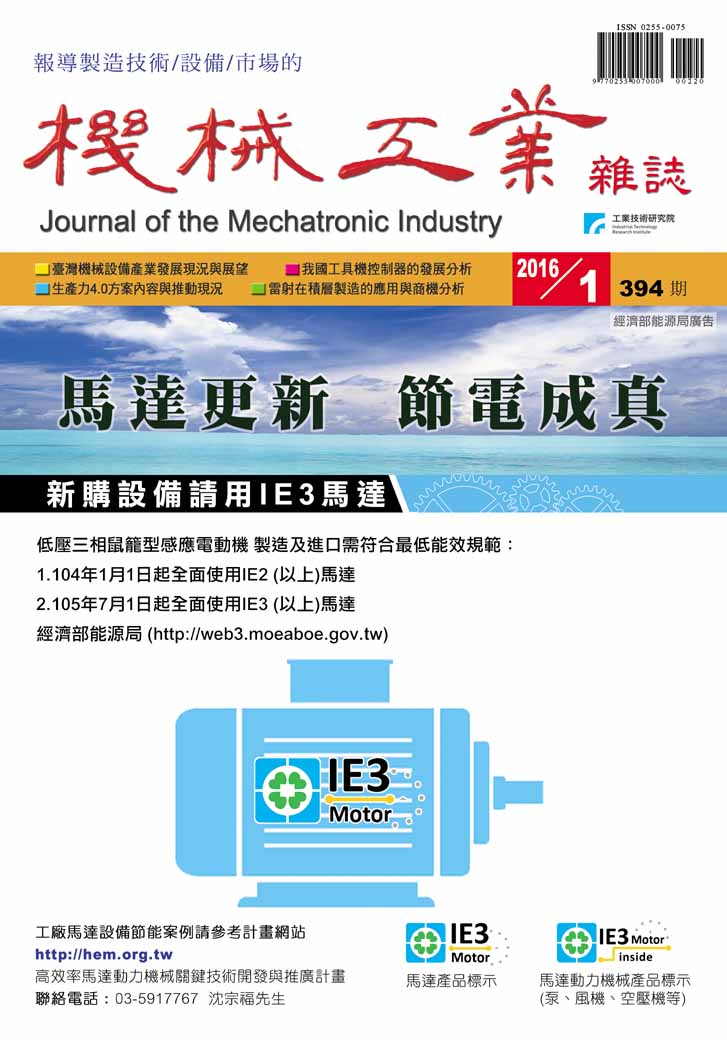 ISSN 0255-0075
9 770255 007000
00220
報導製造技術/設備/市場的
機械工業 雜誌
Journal of the Mechatronic Industry
工業技術研究院
Industrial Technology
Research Institute
臺灣機械設備產業發展現況與展望 我國工具機控制器的發展分析
生產力4.0方案內容與推動現況 雷射在積層製造的應用與商機分析
2016/1 394 期
經濟部能源局廣告
馬達更新 節電成真
新購設備請用IE3馬達
低壓三相鼠籠型感應電動機 製造及進口需符合最低能效規範：
1.104年1月1日起全面使用IE2 (以上)馬達
2.105年7月1日起全面使用IE3 (以上)馬達
經濟部能源局 (http://web3.moeaboe.gov.tw)
IE3
Motor
工廠馬達設備節能案例請參考計畫網站
http://hem.org.tw
高效率馬達動力機械關鍵技術開發與推廣計畫
聯絡電話：03-5917767 沈宗福先生
IE3
Motor
馬達產品標示
IE3 Motor
inside
馬達動力機械產品標示
(泵、風機、空壓機等)